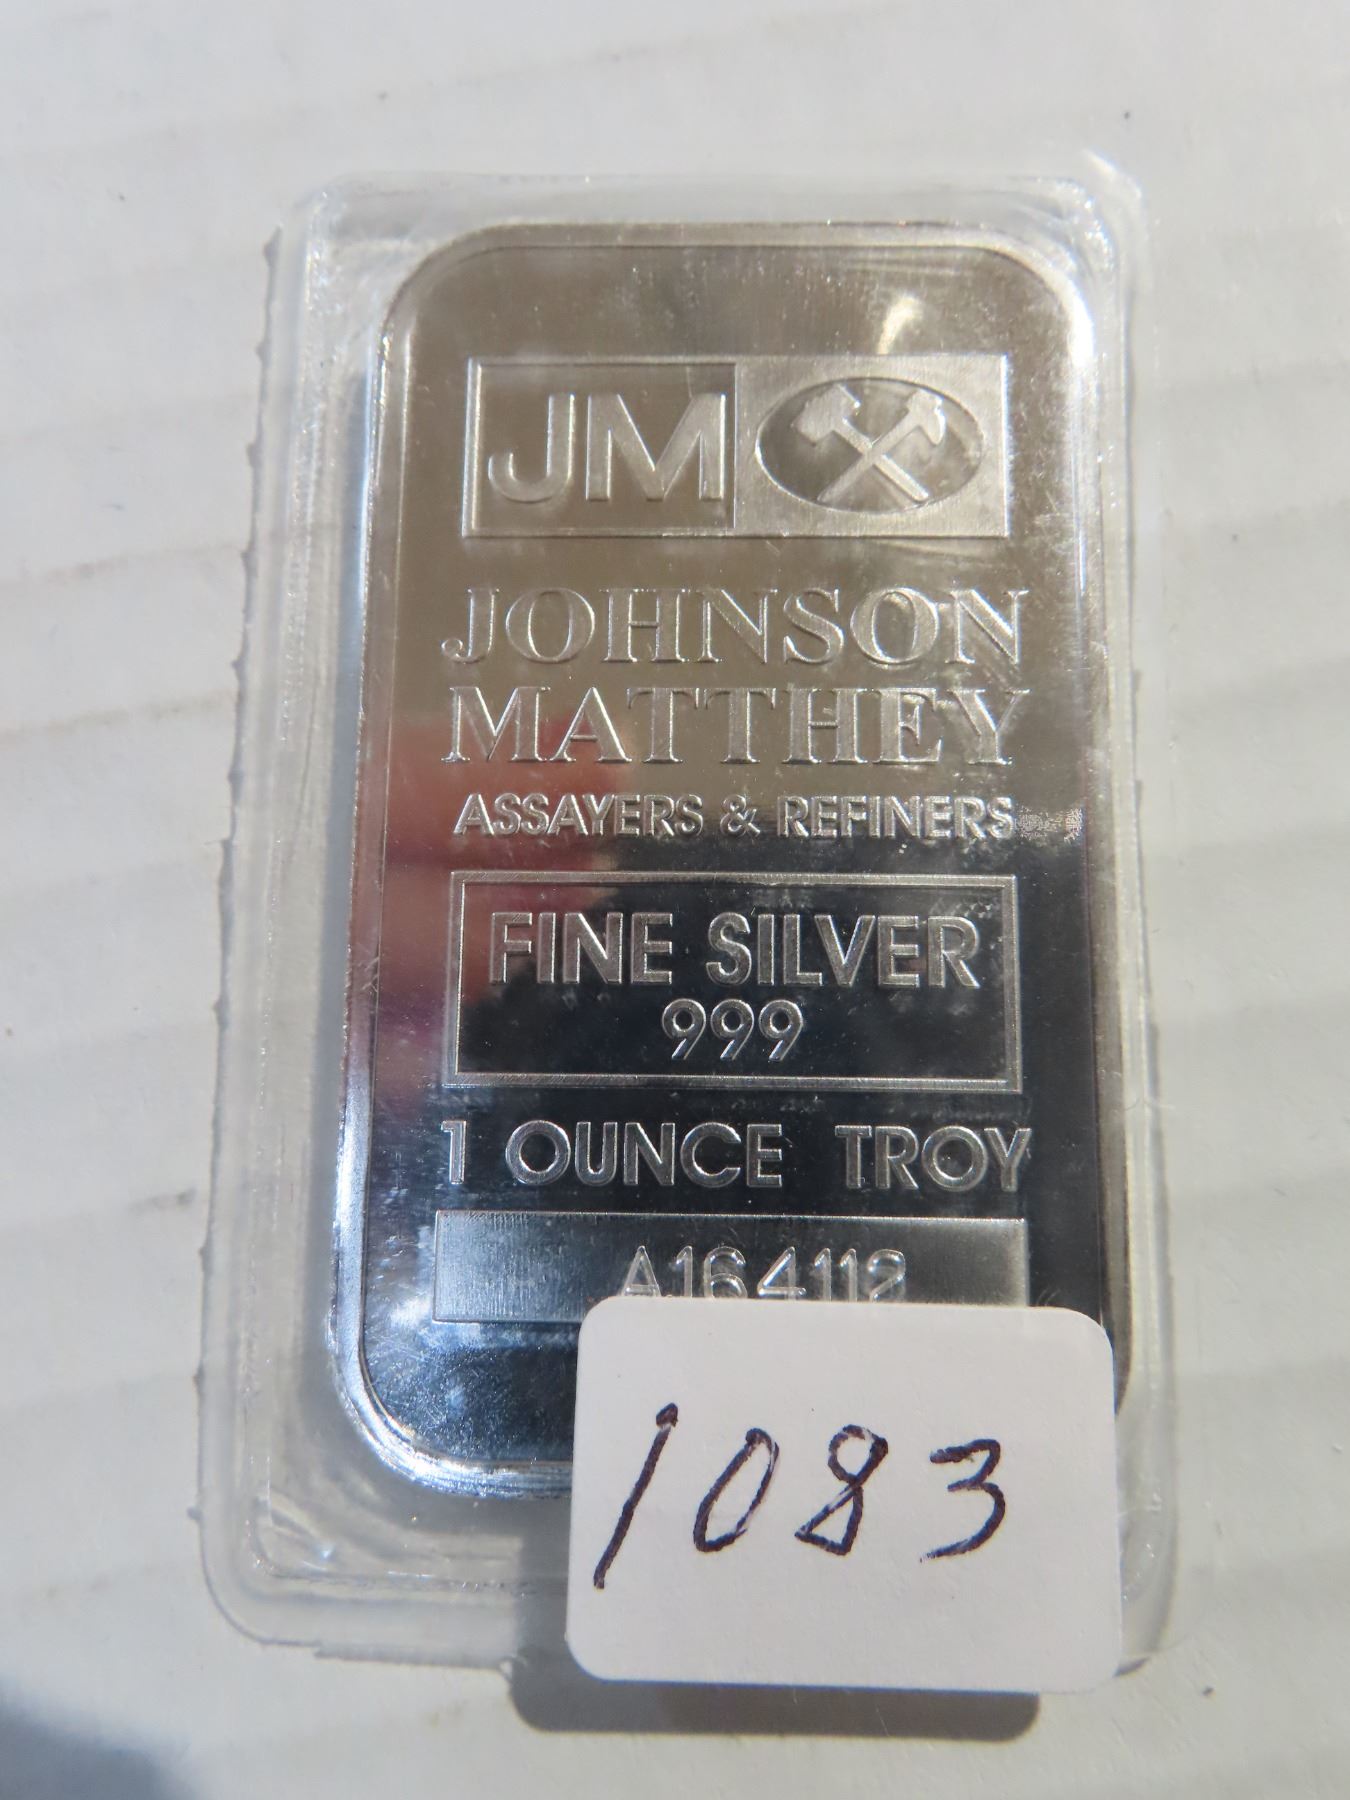 JM
JOHNSON
MATTHEY
ASSAYERS & REFINERS
FINE SILVER
999
1 OUNCE TROY
A164112
1083